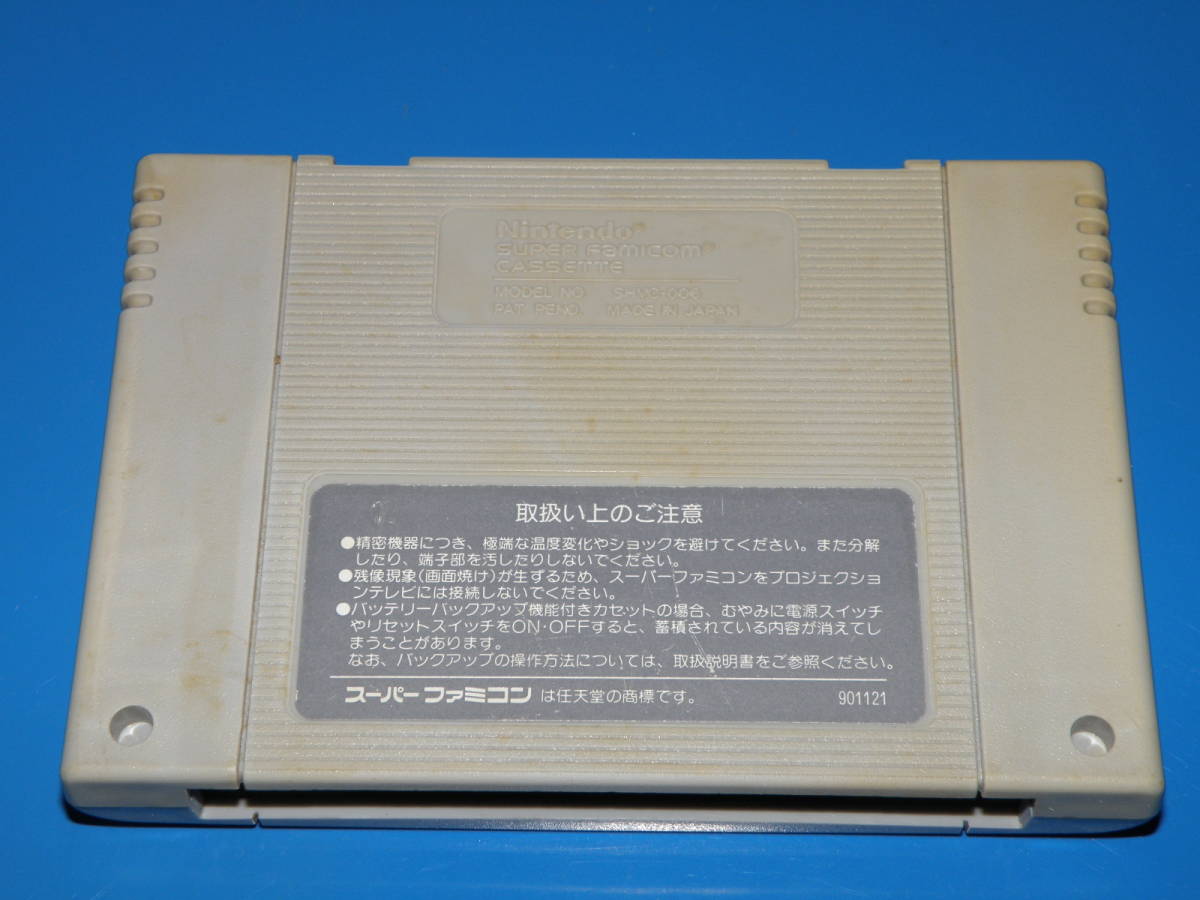 Nintendo®
SUPER FAMICOM®
CASSETTE
MODEL NO. SHVC-006
PAT. PEND. MADE IN JAPAN
取扱い上のご注意
●精密機器につき、極端な温度変化やショックを避けてください。また分解
したり、端子部を汚したりしないでください。
●残像現象(画面焼け)が生ずるため、スーパーファミコンをプロジェクショ
ンテレビには接続しないでください。
●バッテリーバックアップ機能付きカセットの場合、むやみに電源スイッチ
やリセットスイッチをON・OFFすると、蓄積されている内容が消えてし
まうことがあります。
なお、バックアップの操作方法については、取扱説明書をご参照ください。
スーパーファミコン は任天堂の商標です。 901121